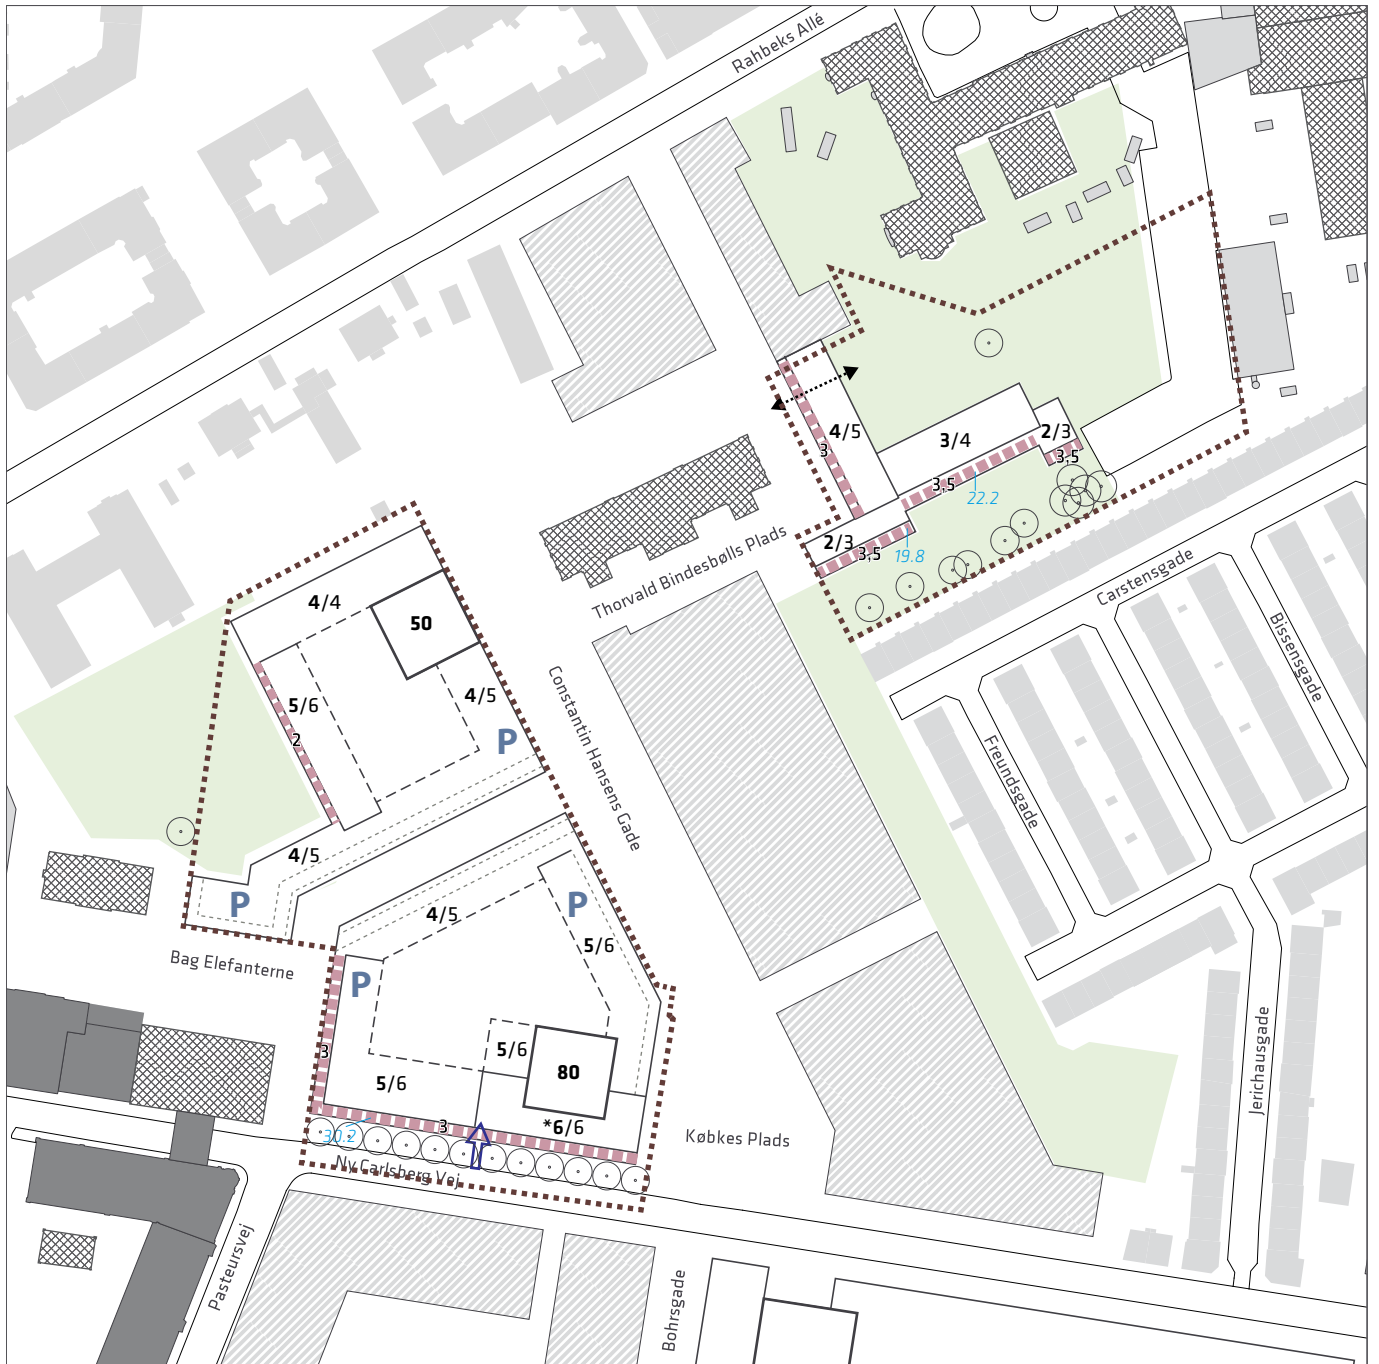 Rahbeks Allé
4/5
3
3/4
2/3
3,5
3,5
22.2
2/3
3,5
19.8
Thorvald Bindesbølls Plads
Carstensgade
Bissensgade
Freundsgade
Constantin Hansens Gade
4/4
50
5/6
2
4/5
P
4/5
P
Bag Elefanterne
4/5
P
5/6
P
3
5/6
5/6
80
*6/6
3
30.2
Ny Carlsberg Vej
Købkes Plads
Jerichausgade
Pasteursvej
Bohrsgade